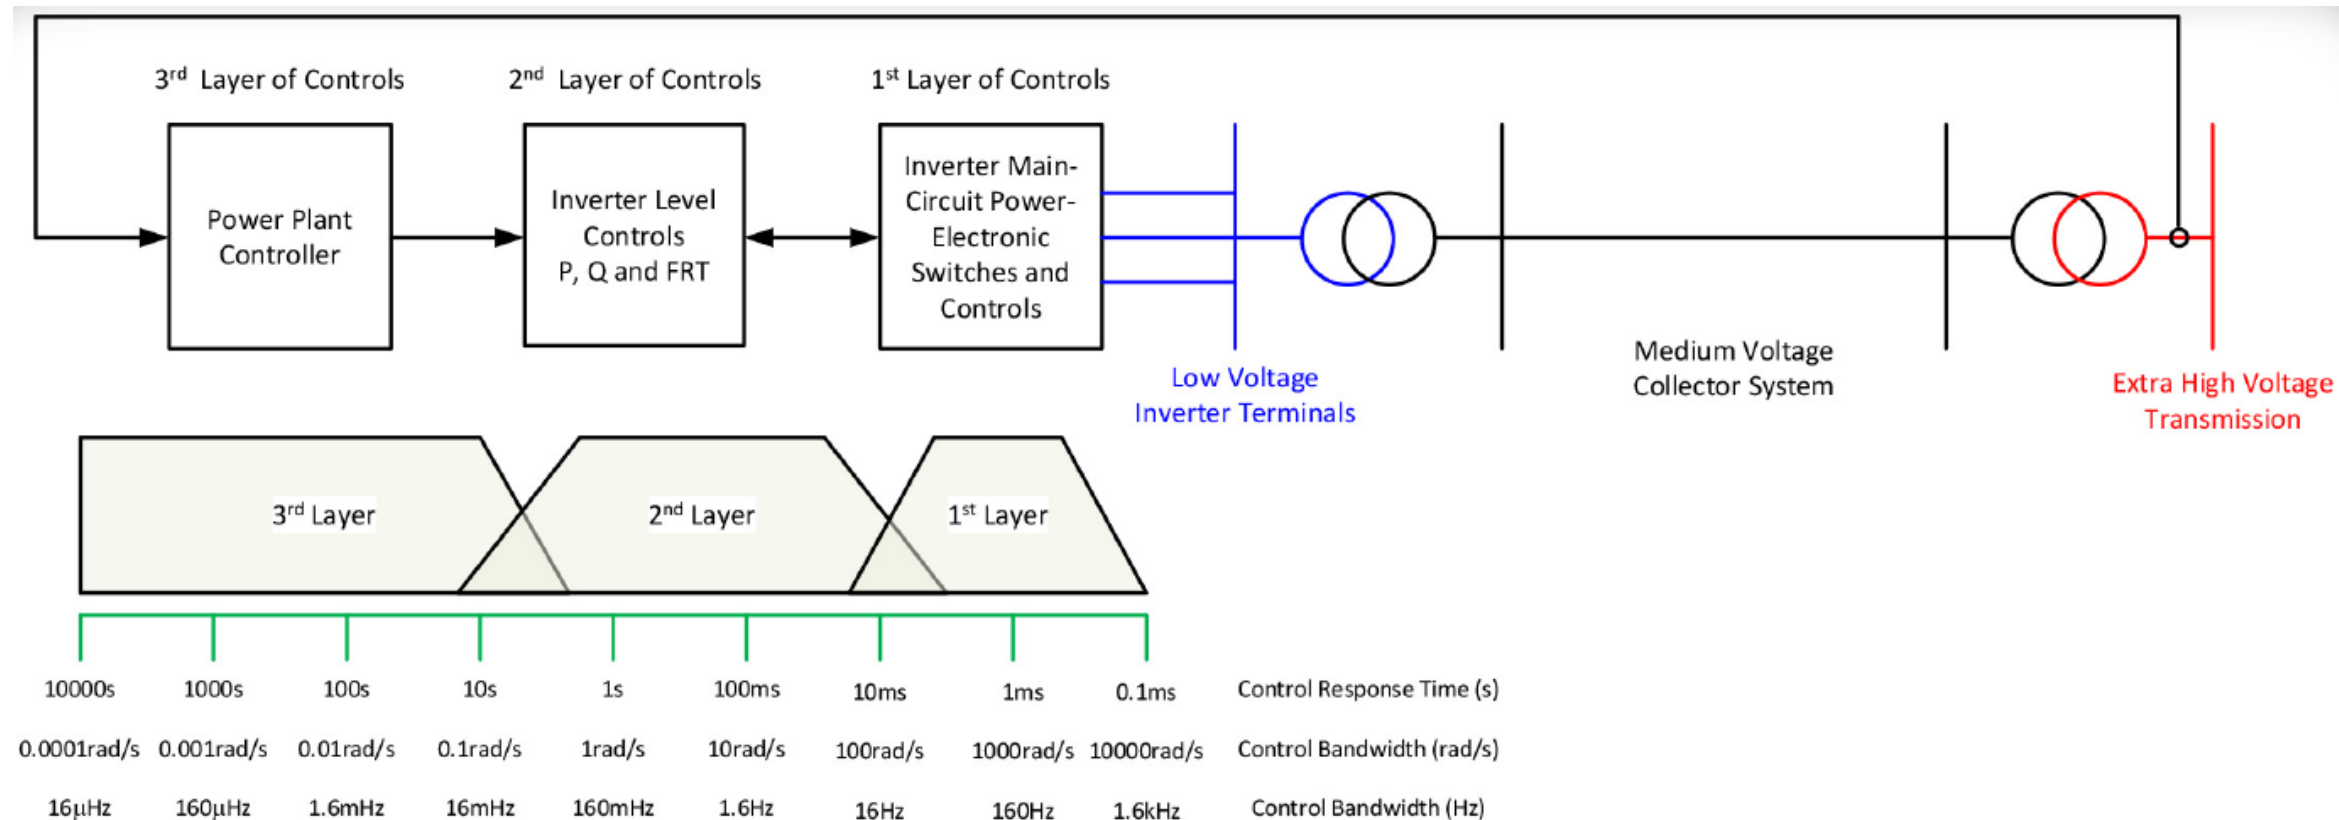 3rd Layer of Controls
2nd Layer of Controls
1st Layer of Controls
Power Plant
Controller
Inverter Level
Controls
P, Q and FRT
Inverter Main-
Circuit Power-
Electronic
Switches and
Controls
Low Voltage
Inverter Terminals
Medium Voltage
Collector System
Extra High Voltage
Transmission
3rd Layer
2nd Layer
1st Layer
10000s 1000s 100s 10s 1s 100ms 10ms 1ms 0.1ms Control Response Time (s)
0.0001rad/s 0.001rad/s 0.01rad/s 0.1rad/s 1rad/s 10rad/s 100rad/s 1000rad/s 10000rad/s Control Bandwidth (rad/s)
16μHz 160μHz 1.6mHz 16mHz 160mHz 1.6Hz 16Hz 160Hz 1.6kHz Control Bandwidth (Hz)